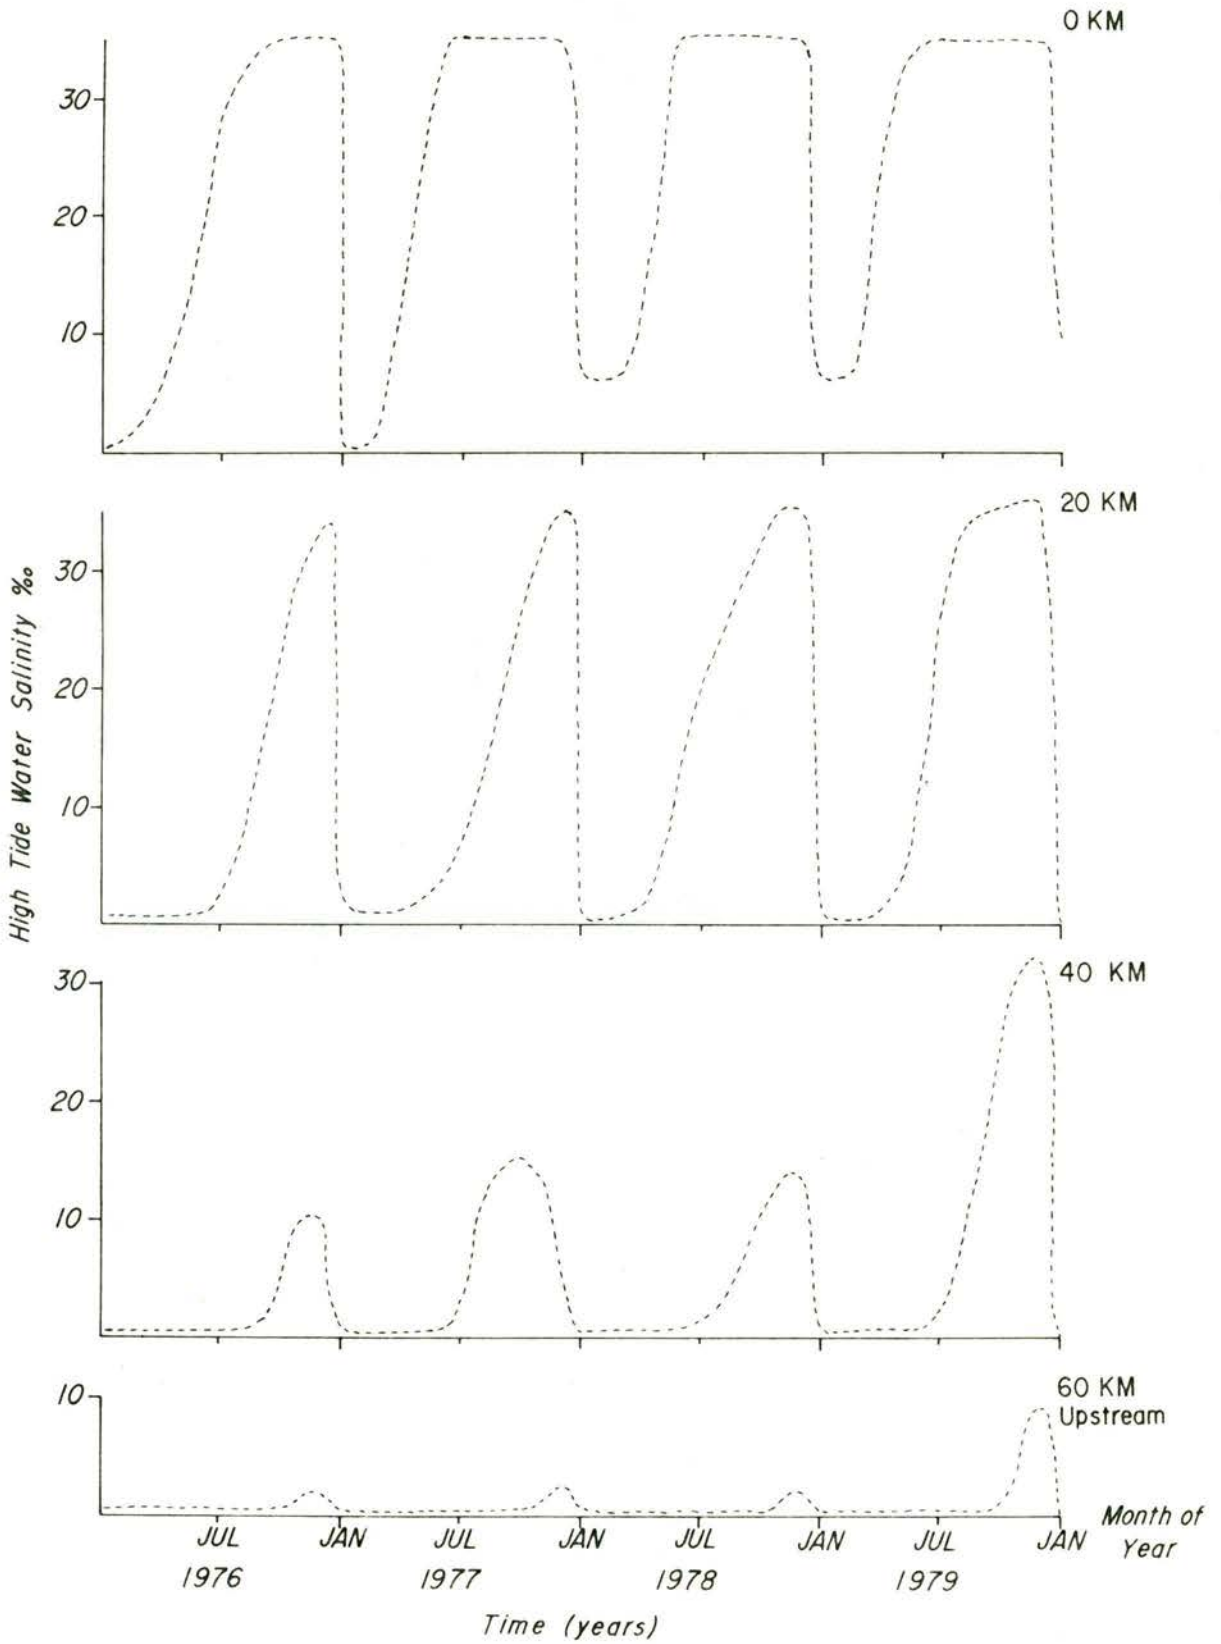 0 KM
30
20
10
20 KM
30
20
10
High Tide Water Salinity ‰
40 KM
30
20
10
60 KM
Upstream
10
JUL JAN JUL JAN JUL JAN JUL JAN
Month of
Year
1976 1977 1978 1979
Time (years)